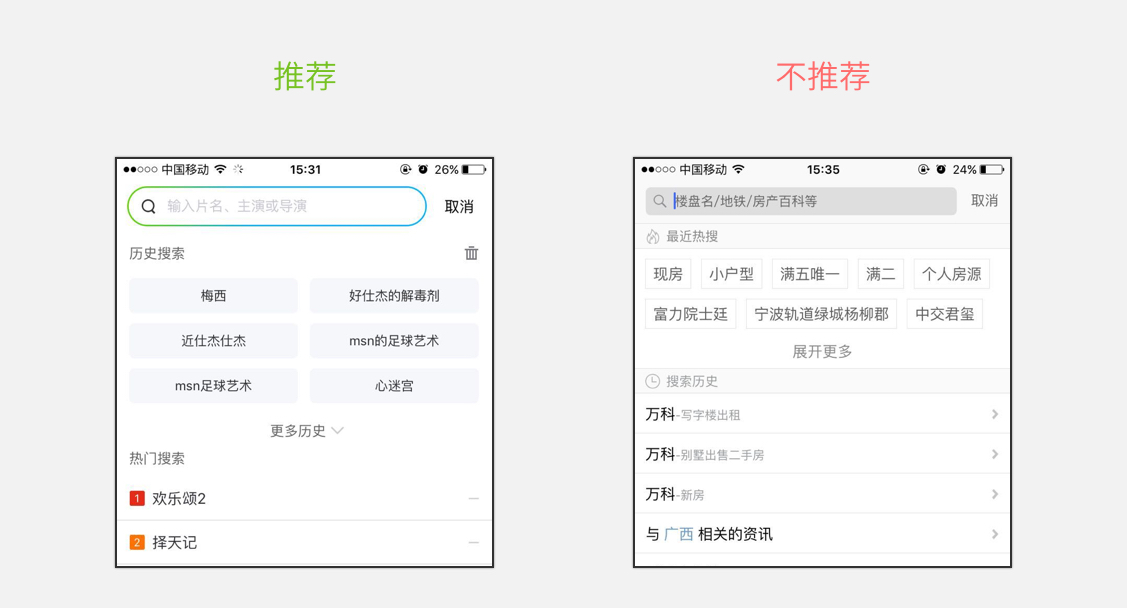 推荐
不推荐
中国移动 15:31 26%
输入片名、主演或导演 取消
历史搜索
梅西 好仕杰的解毒剂
近仕杰仕杰 msn的足球艺术
msn足球艺术 心迷宫
更多历史
热门搜索
1 欢乐颂2
2 择天记
中国移动 15:35 24%
楼盘名/地铁/房产百科等 取消
最近热搜
现房 小户型 满五唯一 满二 个人房源
富力院士廷 宁波轨道绿城杨柳郡 中交君玺
展开更多
搜索历史
万科-写字楼出租
万科-别墅出售二手房
万科-新房
与 广西 相关的资讯